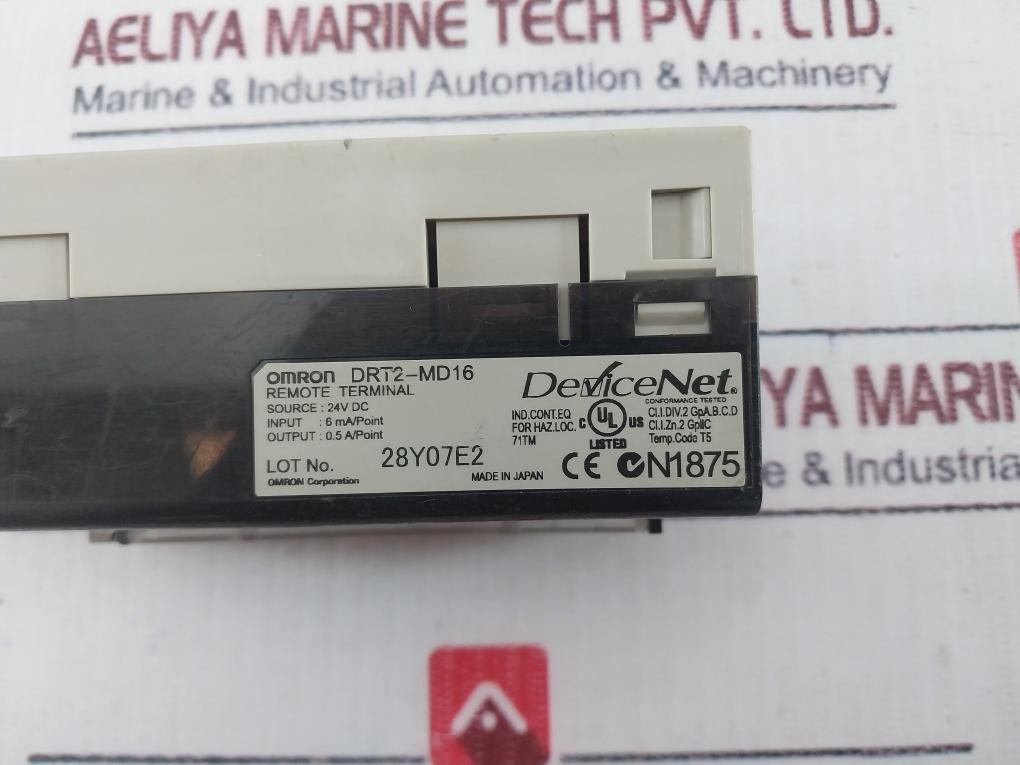 AELIYA MARINE TECH PVT. LTD.
Marine & Industrial Automation & Machinery
OMRON DRT2-MD16
REMOTE TERMINAL
SOURCE : 24V DC
INPUT : 6 mA/Point
OUTPUT : 0.5 A/Point
LOT No. 28Y07E2
OMRON Corporation
MADE IN JAPAN
DeviceNet®
CONFORMANCE TESTED
IND.CONT.EQ
FOR HAZ.LOC.
71TM
C UL US
LISTED
Cl.I.DIV.2 GpA.B.C.D
Cl.I.Zn.2 GpIIC
Temp.Code T5
CE N1875
YA MARIN
e & Industria